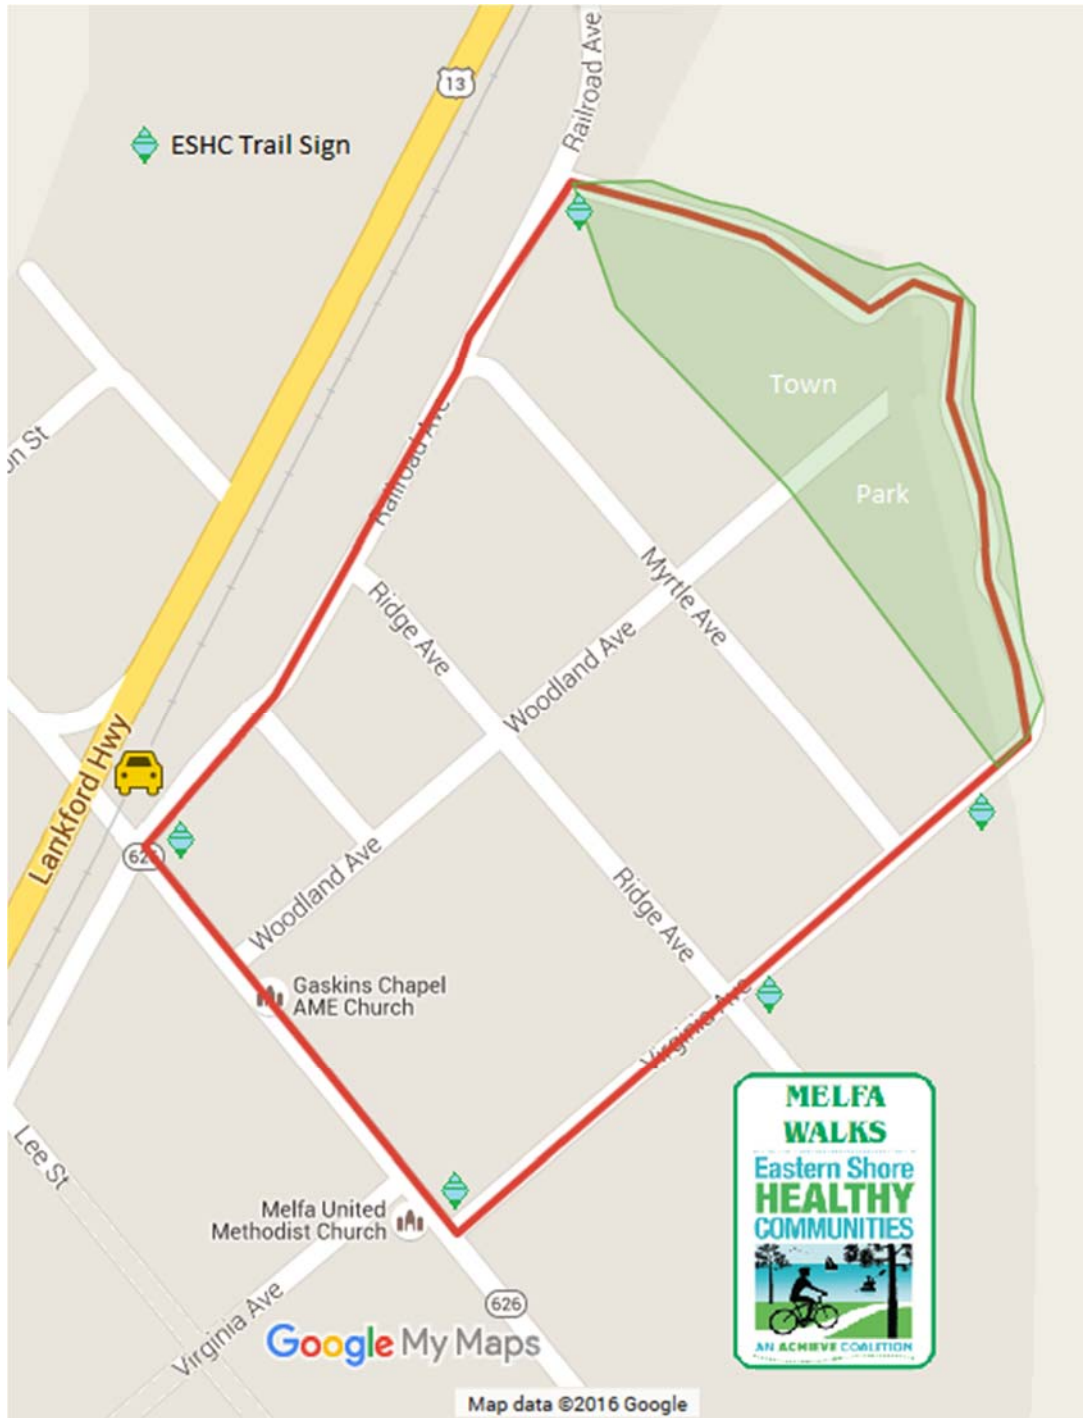 13
Railroad Ave
ESHC Trail Sign
Town
Park
on St
Railroad Ave
Myrtle Ave
Ridge Ave
Woodland Ave
Lankford Hwy
Woodland Ave
Ridge Ave
Gaskins Chapel
AME Church
Virginia Ave
Lee St
MELFA
WALKS
Eastern Shore
HEALTHY
COMMUNITIES
AN ACHIEVE COALITION
Melfa United
Methodist Church
626
Virginia Ave
Google My Maps
Map data ©2016 Google